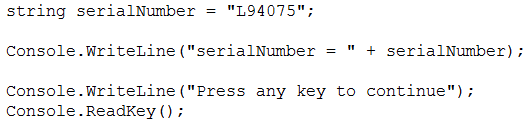 string serialNumber = "L94075";
Console.WriteLine("serialNumber = " + serialNumber);
Console.WriteLine("Press any key to continue");
Console.ReadKey();